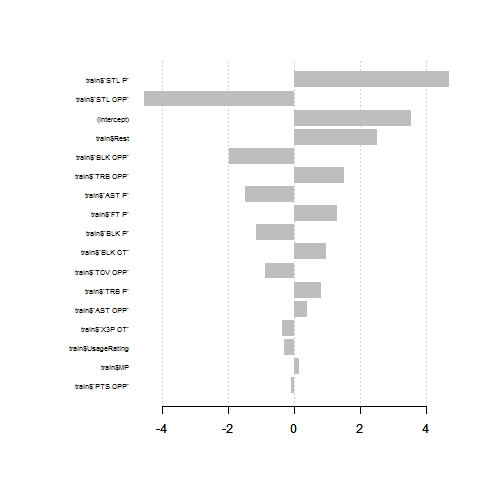 train$"STL P"
train$"STL OPP"
(Intercept)
train$Rest
train$"BLK OPP"
train$"TRB OPP"
train$"AST P"
train$"FT P"
train$"BLK P"
train$"BLK OT"
train$"TOV OPP"
train$"TRB P"
train$"AST OPP"
train$"X3P OT"
train$UsageRating
train$MP
train$"PTS OPP"
-4 -2 0 2 4